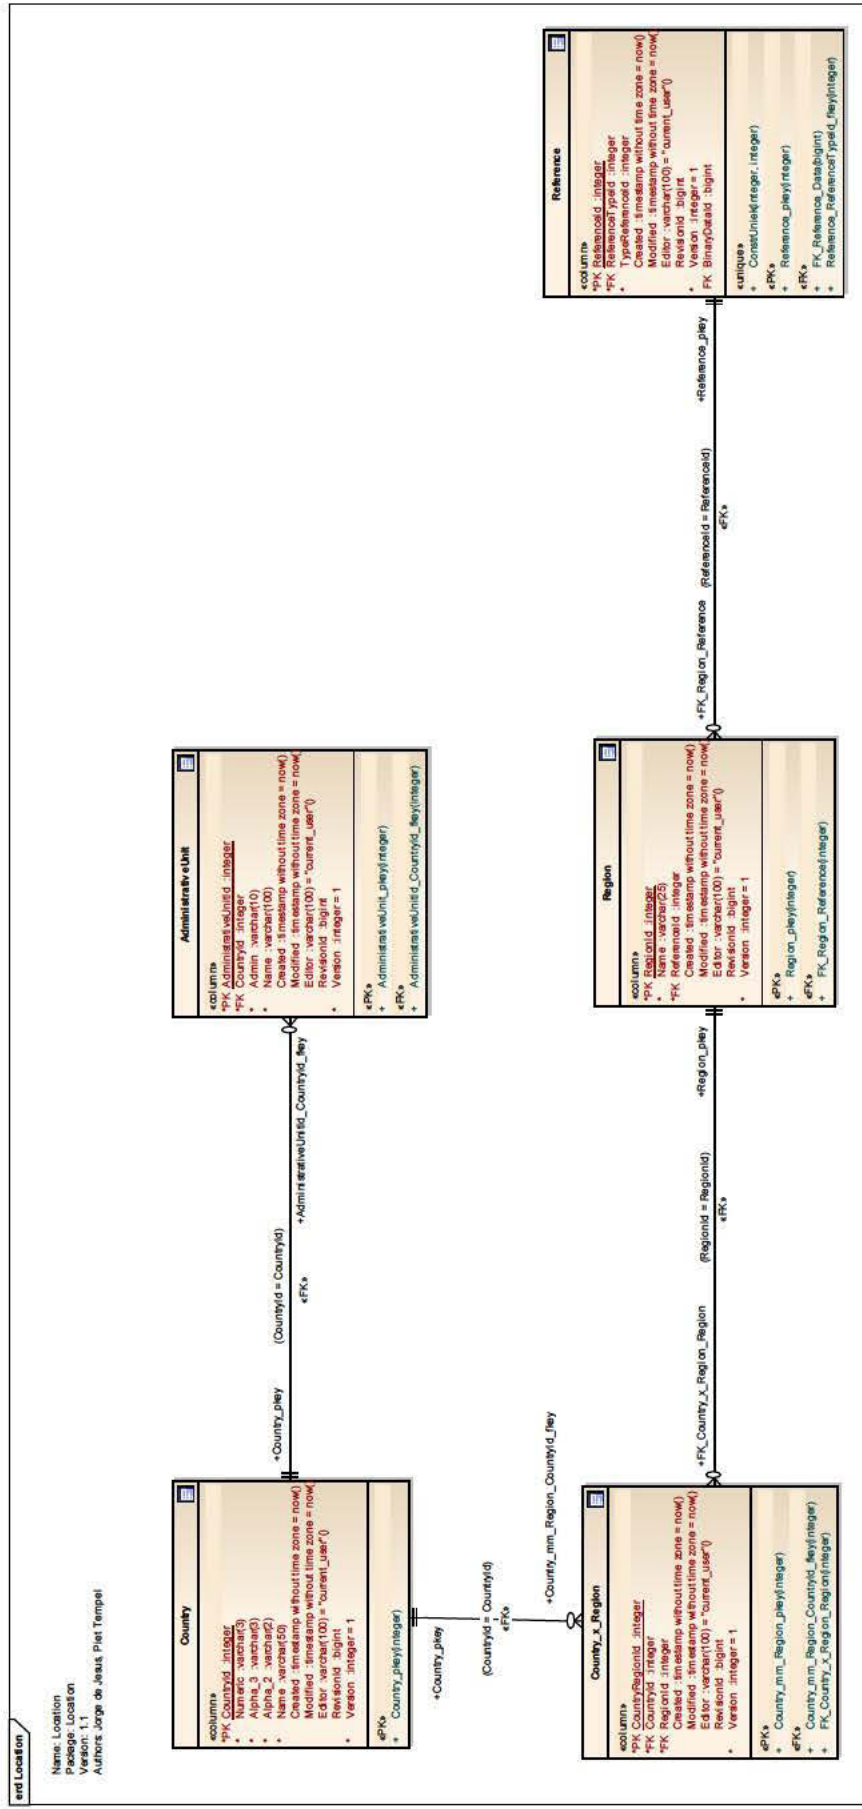 erd Location
Name: Location
Package: Location
Version: 1.1
Authors: Jorge de Jesus, Piet Tempel
Country
«column»
*PK CountryId :integer
* Numeric :varchar(3)
* Alpha_3 :varchar(3)
* Alpha_2 :varchar(2)
* Name :varchar(50)
Created :timestamp without time zone = now()
Modified :timestamp without time zone = now()
Editor :varchar(100) = "current_user"()
RevisionId :bigint
* Version :integer = 1
«PK»
+ Country_pkey(integer)
+Country_pkey
(CountryId = CountryId)
«FK»
+AdministrativeUnitId_CountryId_fkey
AdministrativeUnit
«column»
*PK AdministrativeUnitId :integer
*FK CountryId :integer
* Admin :varchar(10)
* Name :varchar(100)
Created :timestamp without time zone = now()
Modified :timestamp without time zone = now()
Editor :varchar(100) = "current_user"()
RevisionId :bigint
* Version :integer = 1
«PK»
+ AdministrativeUnit_pkey(integer)
«FK»
+ AdministrativeUnitId_CountryId_fkey(integer)
+Country_pkey
(CountryId = CountryId)
«FK»
+Country_mm_Region_CountryId_fkey
Country_x_Region
«column»
*PK CountryRegionId :integer
*FK CountryId :integer
*FK RegionId :integer
Created :timestamp without time zone = now()
Modified :timestamp without time zone = now()
Editor :varchar(100) = "current_user"()
RevisionId :bigint
* Version :integer = 1
«PK»
+ Country_mm_Region_pkey(integer)
«FK»
+ Country_mm_Region_CountryId_fkey(integer)
+ FK_Country_x_Region_Region(integer)
+FK_Country_x_Region_Region
(RegionId = RegionId)
«FK»
+Region_pkey
Region
«column»
*PK RegionId :integer
* Name :varchar(25)
*FK ReferenceId :integer
Created :timestamp without time zone = now()
Modified :timestamp without time zone = now()
Editor :varchar(100) = "current_user"()
RevisionId :bigint
* Version :integer = 1
«PK»
+ Region_pkey(integer)
«FK»
+ FK_Region_Reference(integer)
+FK_Region_Reference
(ReferenceId = ReferenceId)
«FK»
+Reference_pkey
Reference
«column»
*PK ReferenceId :integer
*FK ReferenceTypeId :integer
* TypeReferenceId :integer
Created :timestamp without time zone = now()
Modified :timestamp without time zone = now()
Editor :varchar(100) = "current_user"()
RevisionId :bigint
* Version :integer = 1
FK BinaryDataId :bigint
«unique»
+ ConstrUniek(integer, integer)
«PK»
+ Reference_pkey(integer)
«FK»
+ FK_Reference_Data(bigint)
+ Reference_ReferenceTypeId_fkey(integer)